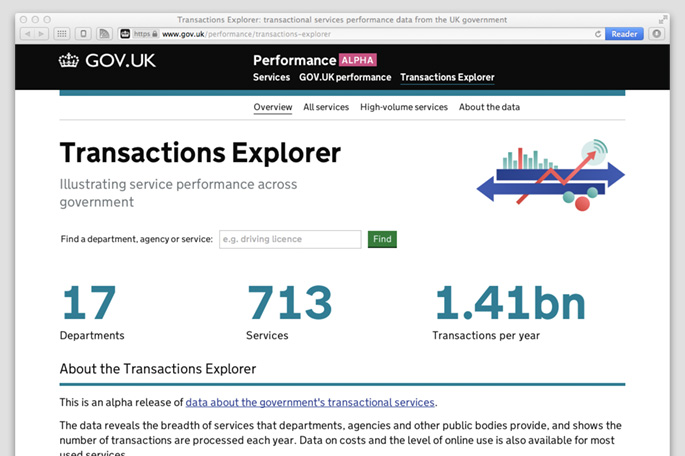 Transactions Explorer: transactional services performance data from the UK government
https www.gov.uk/performance/transactions-explorer Reader
GOV.UK Performance ALPHA
Services GOV.UK performance Transactions Explorer
Overview All services High-volume services About the data
Transactions Explorer
Illustrating service performance across
government
Find a department, agency or service: e.g. driving licence Find
17 713 1.41bn
Departments Services Transactions per year
About the Transactions Explorer
This is an alpha release of data about the government's transactional services.
The data reveals the breadth of services that departments, agencies and other public bodies provide, and shows the
number of transactions are processed each year. Data on costs and the level of online use is also available for most
used services.